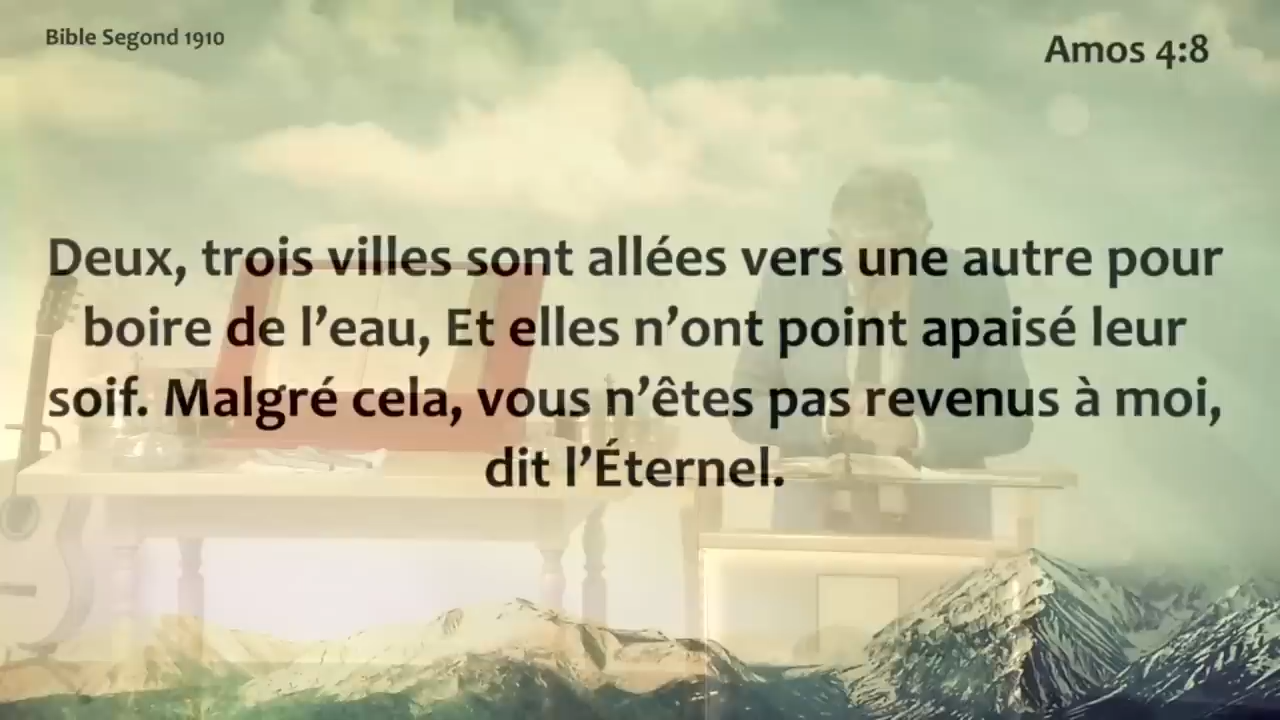 Bible Segond 1910
Amos 4:8
Deux, trois villes sont allées vers une autre pour
boire de l’eau, Et elles n’ont point apaisé leur
soif. Malgré cela, vous n’êtes pas revenus à moi,
dit l’Éternel.